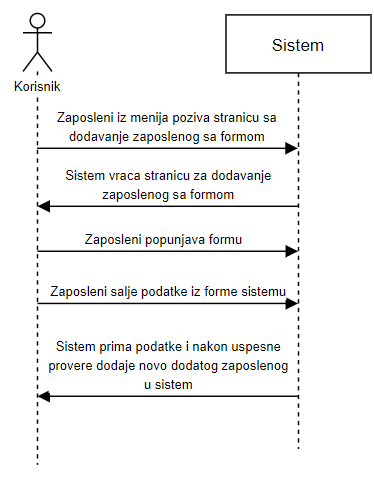 Sistem
Korisnik
Zaposleni iz menija poziva stranicu sa
dodavanje zaposlenog sa formom
Sistem vraca stranicu za dodavanje
zaposlenog sa formom
Zaposleni popunjava formu
Zaposleni salje podatke iz forme sistemu
Sistem prima podatke i nakon uspesne
provere dodaje novo dodatog zaposlenog
u sistem